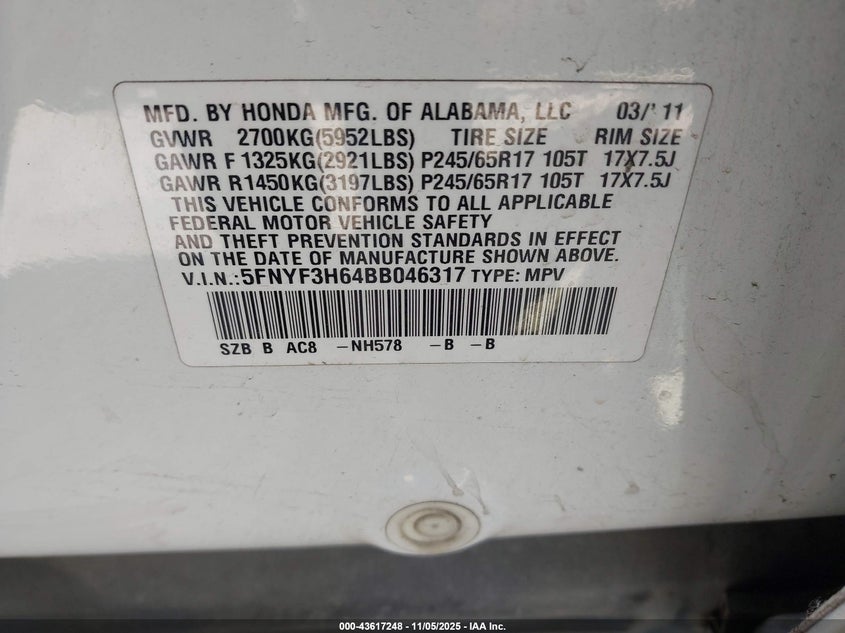 MFD. BY HONDA MFG. OF ALABAMA, LLC 03/'11
GVWR 2700KG(5952LBS) TIRE SIZE RIM SIZE
GAWR F 1325KG(2921LBS) P245/65R17 105T 17X7.5J
GAWR R1450KG(3197LBS) P245/65R17 105T 17X7.5J
THIS VEHICLE CONFORMS TO ALL APPLICABLE
FEDERAL MOTOR VEHICLE SAFETY
AND THEFT PREVENTION STANDARDS IN EFFECT
ON THE DATE OF MANUFACTURE SHOWN ABOVE.
V.I.N.:5FNYF3H64BB046317 TYPE: MPV
SZB B AC8 -NH578 -B -B
000-43617248 - 11/05/2025 - IAA Inc.